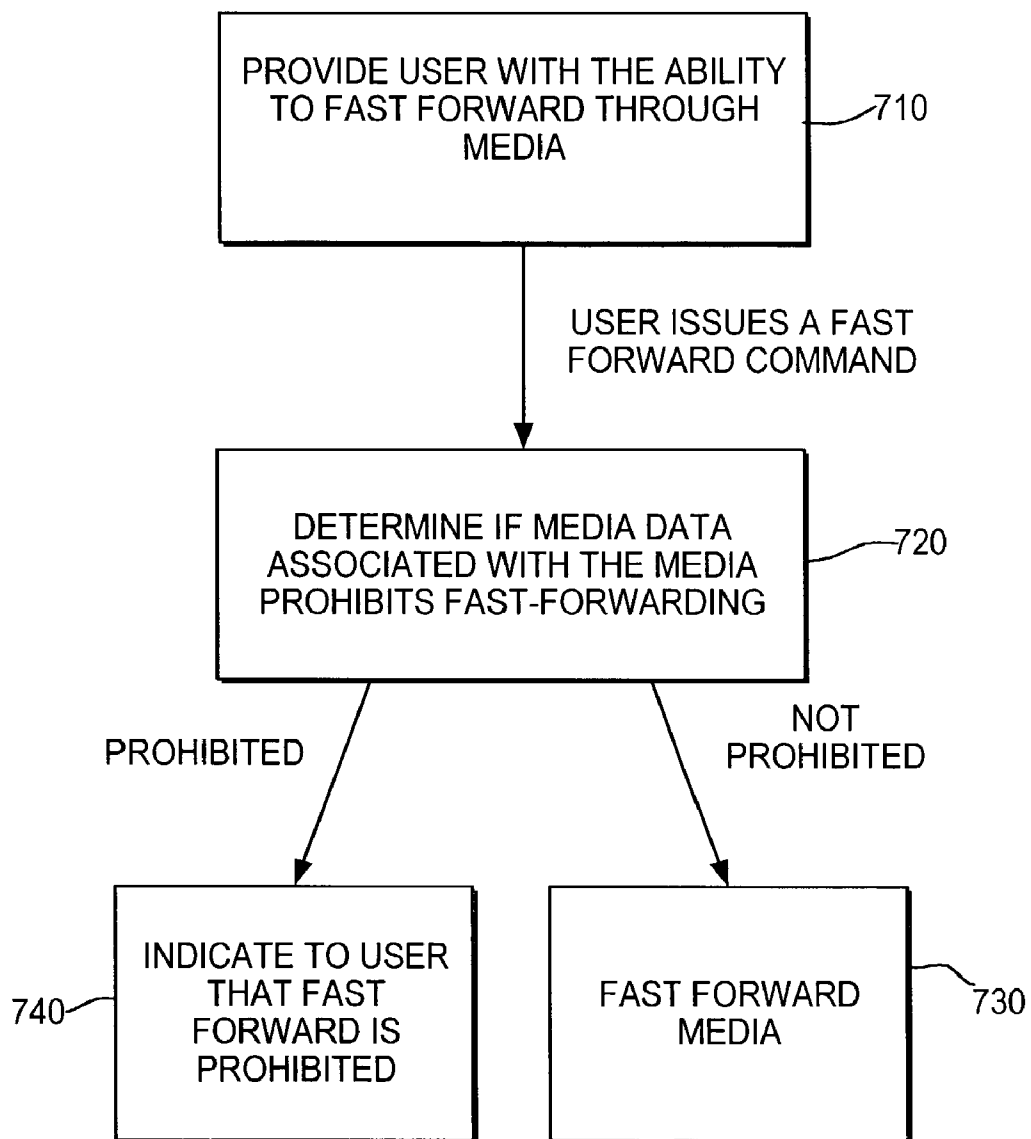 PROVIDE USER WITH THE ABILITY
TO FAST FORWARD THROUGH
MEDIA
710
USER ISSUES A FAST
FORWARD COMMAND
DETERMINE IF MEDIA DATA
ASSOCIATED WITH THE MEDIA
PROHIBITS FAST-FORWARDING
720
PROHIBITED
NOT
PROHIBITED
INDICATE TO USER
THAT FAST
FORWARD IS
PROHIBITED
740
FAST FORWARD
MEDIA
730